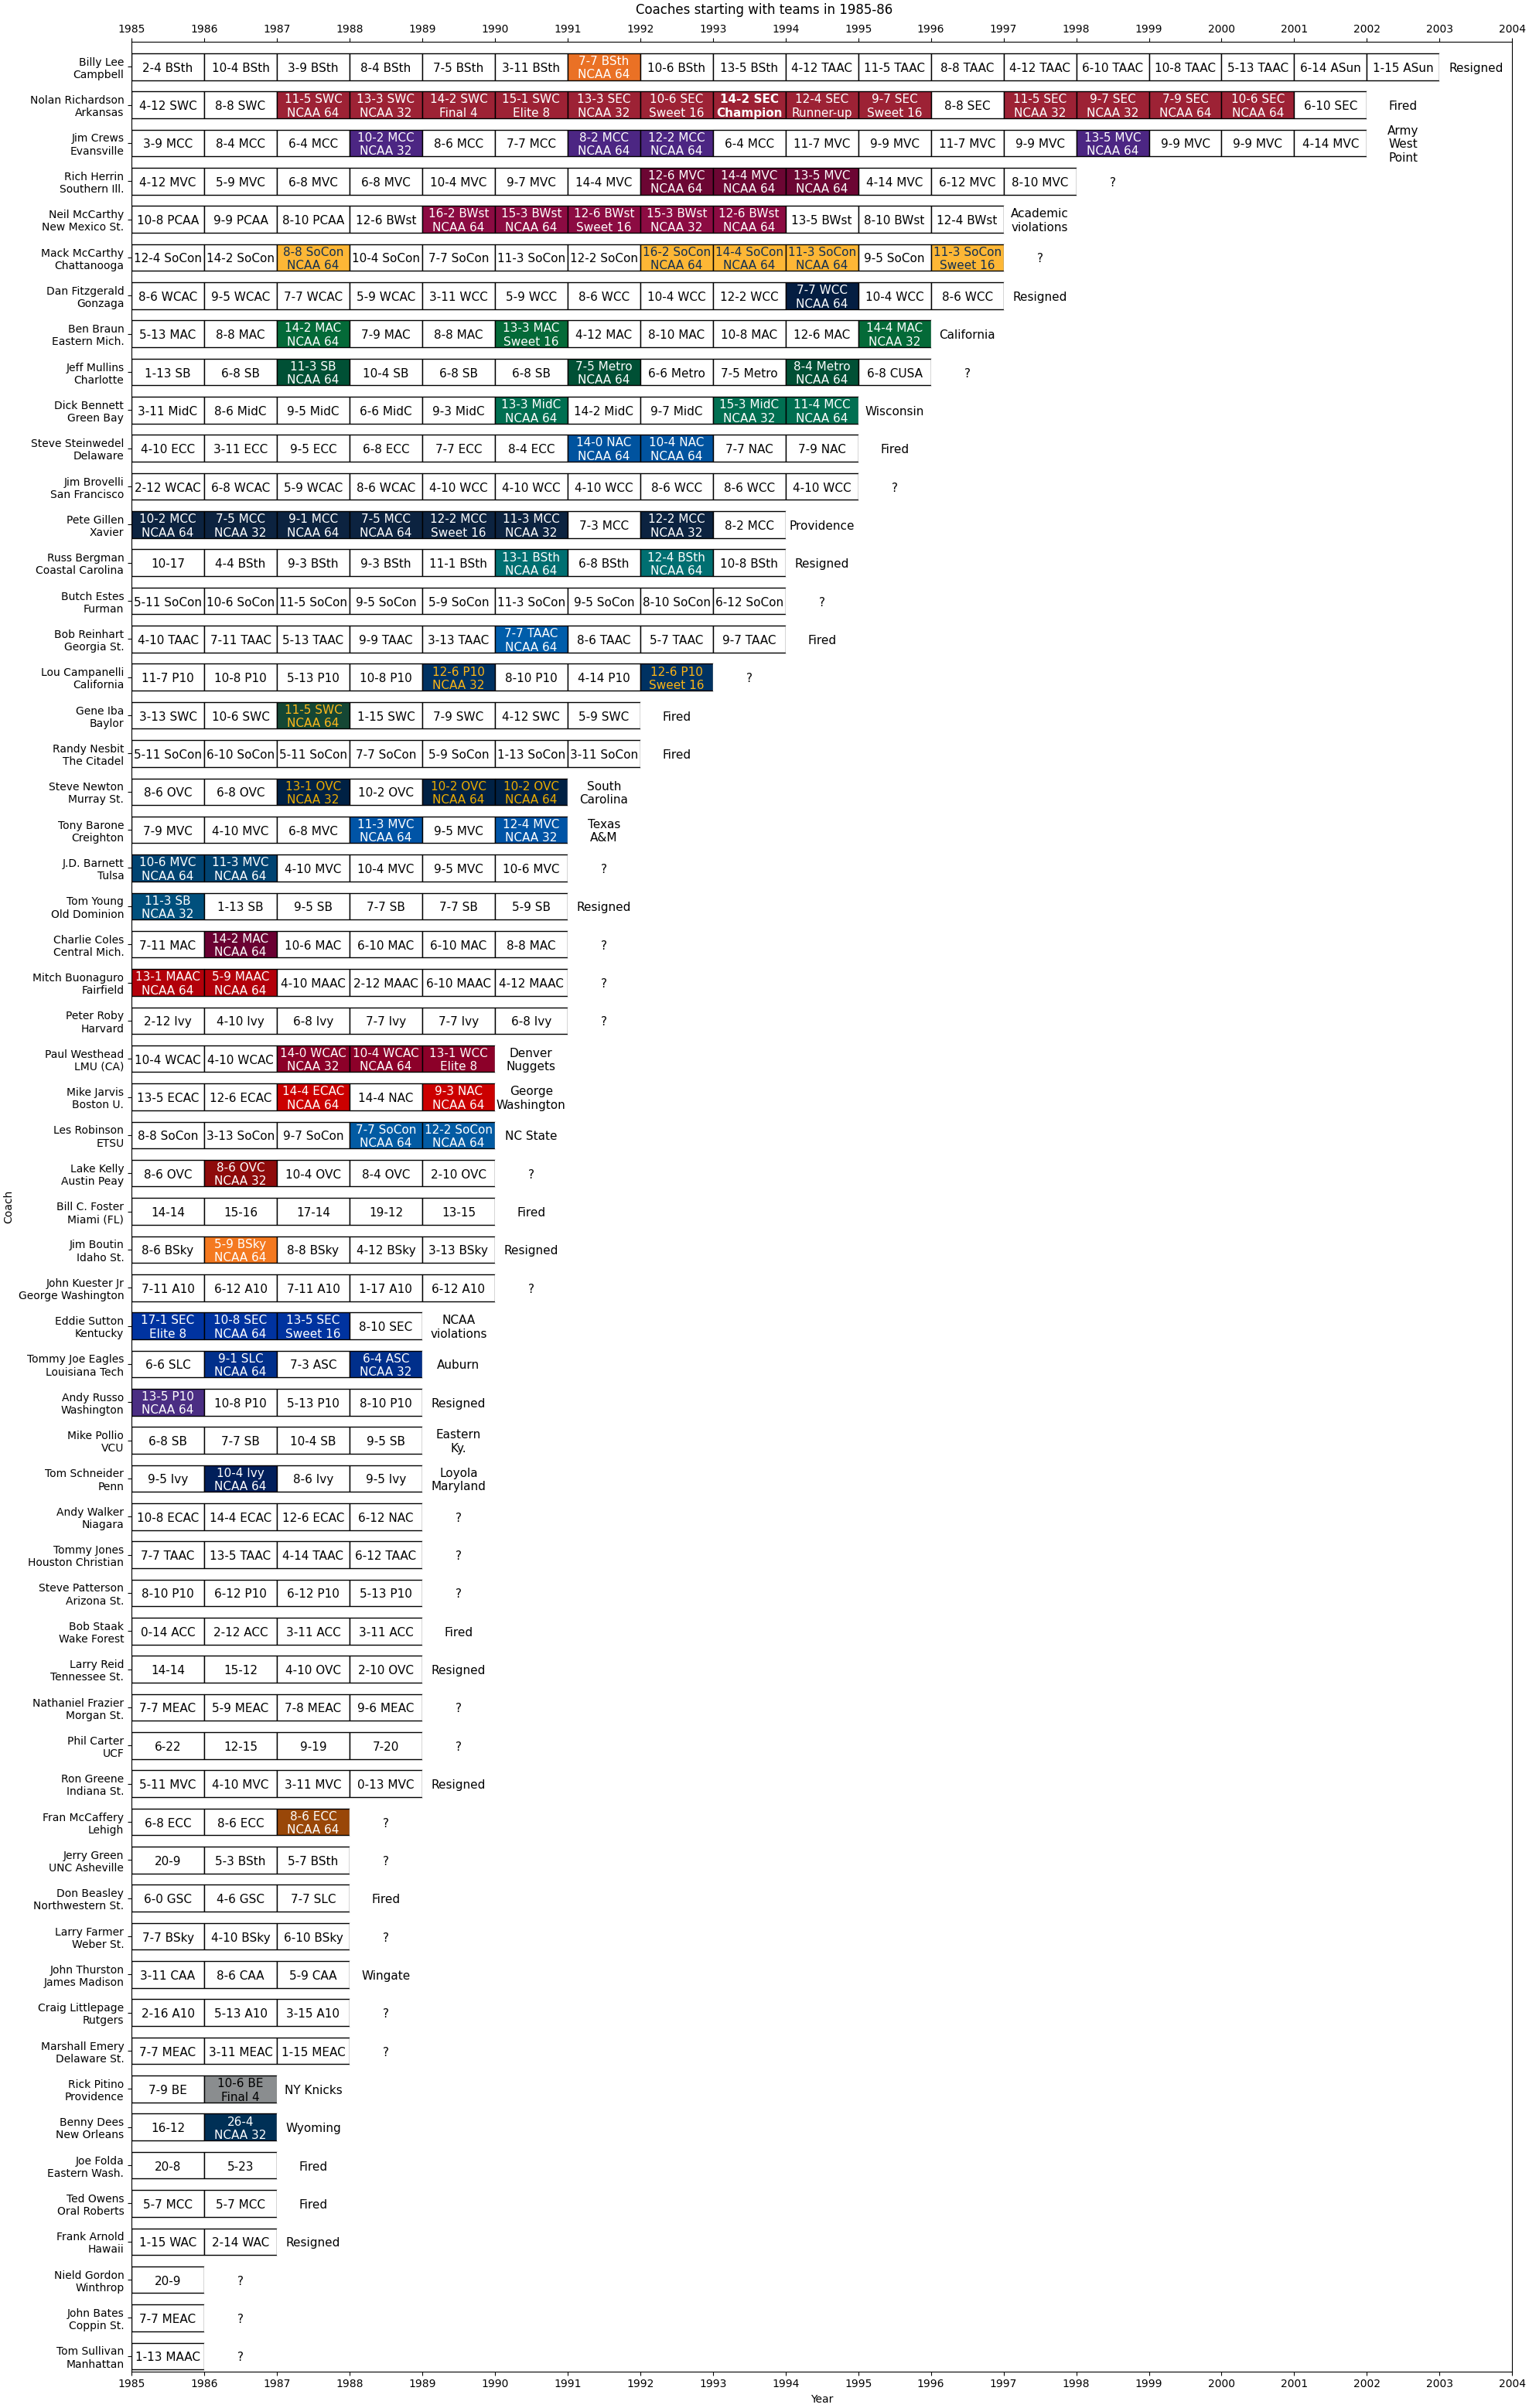 Coaches starting with teams in 1985-86
1985 1986 1987 1988 1989 1990 1991 1992 1993 1994 1995 1996 1997 1998 1999 2000 2001 2002 2003 2004
Billy Lee
Campbell
2-4 BSth 10-4 BSth 3-9 BSth 8-4 BSth 7-5 BSth 3-11 BSth 7-7 BSth NCAA 64 10-6 BSth 13-5 BSth 4-12 TAAC 11-5 TAAC 8-8 TAAC 4-12 TAAC 6-10 TAAC 10-8 TAAC 5-13 TAAC 6-14 ASun 1-15 ASun Resigned
Nolan Richardson
Arkansas
4-12 SWC 8-8 SWC 11-5 SWC NCAA 64 13-3 SWC NCAA 32 14-2 SWC Final 4 15-1 SWC Elite 8 13-3 SEC NCAA 32 10-6 SEC Sweet 16 14-2 SEC Champion 12-4 SEC Runner-up 9-7 SEC Sweet 16 8-8 SEC 11-5 SEC NCAA 32 9-7 SEC NCAA 32 7-9 SEC NCAA 64 10-6 SEC NCAA 64 6-10 SEC Fired
Jim Crews
Evansville
3-9 MCC 8-4 MCC 6-4 MCC 10-2 MCC NCAA 32 8-6 MCC 7-7 MCC 8-2 MCC NCAA 64 12-2 MCC NCAA 64 6-4 MCC 11-7 MVC 9-9 MVC 11-7 MVC 9-9 MVC 13-5 MVC NCAA 64 9-9 MVC 9-9 MVC 4-14 MVC Army West Point
Rich Herrin
Southern Ill.
4-12 MVC 5-9 MVC 6-8 MVC 6-8 MVC 10-4 MVC 9-7 MVC 14-4 MVC 12-6 MVC NCAA 64 14-4 MVC NCAA 64 13-5 MVC NCAA 64 4-14 MVC 6-12 MVC 8-10 MVC ?
Neil McCarthy
New Mexico St.
10-8 PCAA 9-9 PCAA 8-10 PCAA 12-6 BWst 16-2 BWst NCAA 64 15-3 BWst NCAA 64 12-6 BWst Sweet 16 15-3 BWst NCAA 32 12-6 BWst NCAA 64 13-5 BWst 8-10 BWst 12-4 BWst Academic violations
Mack McCarthy
Chattanooga
12-4 SoCon 14-2 SoCon 8-8 SoCon NCAA 64 10-4 SoCon 7-7 SoCon 11-3 SoCon 12-2 SoCon 16-2 SoCon NCAA 64 14-4 SoCon NCAA 64 11-3 SoCon NCAA 64 9-5 SoCon 11-3 SoCon Sweet 16 ?
Dan Fitzgerald
Gonzaga
8-6 WCAC 9-5 WCAC 7-7 WCAC 5-9 WCAC 3-11 WCC 5-9 WCC 8-6 WCC 10-4 WCC 12-2 WCC 7-7 WCC NCAA 64 10-4 WCC 8-6 WCC Resigned
Ben Braun
Eastern Mich.
5-13 MAC 8-8 MAC 14-2 MAC NCAA 64 7-9 MAC 8-8 MAC 13-3 MAC Sweet 16 4-12 MAC 8-10 MAC 10-8 MAC 12-6 MAC 14-4 MAC NCAA 32 California
Jeff Mullins
Charlotte
1-13 SB 6-8 SB 11-3 SB NCAA 64 10-4 SB 6-8 SB 6-8 SB 7-5 Metro NCAA 64 6-6 Metro 7-5 Metro 8-4 Metro NCAA 64 6-8 CUSA ?
Dick Bennett
Green Bay
3-11 MidC 8-6 MidC 9-5 MidC 6-6 MidC 9-3 MidC 13-3 MidC NCAA 64 14-2 MidC 9-7 MidC 15-3 MidC NCAA 32 11-4 MCC NCAA 64 Wisconsin
Steve Steinwedel
Delaware
4-10 ECC 3-11 ECC 9-5 ECC 6-8 ECC 7-7 ECC 8-4 ECC 14-0 NAC NCAA 64 10-4 NAC NCAA 64 7-7 NAC 7-9 NAC Fired
Jim Brovelli
San Francisco
2-12 WCAC 6-8 WCAC 5-9 WCAC 8-6 WCAC 4-10 WCC 4-10 WCC 4-10 WCC 8-6 WCC 8-6 WCC 4-10 WCC ?
Pete Gillen
Xavier
10-2 MCC NCAA 64 7-5 MCC NCAA 32 9-1 MCC NCAA 64 7-5 MCC NCAA 64 12-2 MCC Sweet 16 11-3 MCC NCAA 32 7-3 MCC 12-2 MCC NCAA 32 8-2 MCC Providence
Russ Bergman
Coastal Carolina
10-17 4-4 BSth 9-3 BSth 9-3 BSth 11-1 BSth 13-1 BSth NCAA 64 6-8 BSth 12-4 BSth NCAA 64 10-8 BSth Resigned
Butch Estes
Furman
5-11 SoCon 10-6 SoCon 11-5 SoCon 9-5 SoCon 5-9 SoCon 11-3 SoCon 9-5 SoCon 8-10 SoCon 6-12 SoCon ?
Bob Reinhart
Georgia St.
4-10 TAAC 7-11 TAAC 5-13 TAAC 9-9 TAAC 3-13 TAAC 7-7 TAAC NCAA 64 8-6 TAAC 5-7 TAAC 9-7 TAAC Fired
Lou Campanelli
California
11-7 P10 10-8 P10 5-13 P10 10-8 P10 12-6 P10 NCAA 32 8-10 P10 4-14 P10 12-6 P10 Sweet 16 ?
Gene Iba
Baylor
3-13 SWC 10-6 SWC 11-5 SWC NCAA 64 1-15 SWC 7-9 SWC 4-12 SWC 5-9 SWC Fired
Randy Nesbit
The Citadel
5-11 SoCon 6-10 SoCon 5-11 SoCon 7-7 SoCon 5-9 SoCon 1-13 SoCon 3-11 SoCon Fired
Steve Newton
Murray St.
8-6 OVC 6-8 OVC 13-1 OVC NCAA 32 10-2 OVC 10-2 OVC NCAA 64 10-2 OVC NCAA 64 South Carolina
Tony Barone
Creighton
7-9 MVC 4-10 MVC 6-8 MVC 11-3 MVC NCAA 64 9-5 MVC 12-4 MVC NCAA 32 Texas A&M
J.D. Barnett
Tulsa
10-6 MVC NCAA 64 11-3 MVC NCAA 64 4-10 MVC 10-4 MVC 9-5 MVC 10-6 MVC ?
Tom Young
Old Dominion
11-3 SB NCAA 32 1-13 SB 9-5 SB 7-7 SB 7-7 SB 5-9 SB Resigned
Charlie Coles
Central Mich.
7-11 MAC 14-2 MAC NCAA 64 10-6 MAC 6-10 MAC 6-10 MAC 8-8 MAC ?
Mitch Buonaguro
Fairfield
13-1 MAAC NCAA 64 5-9 MAAC NCAA 64 4-10 MAAC 2-12 MAAC 6-10 MAAC 4-12 MAAC ?
Peter Roby
Harvard
2-12 Ivy 4-10 Ivy 6-8 Ivy 7-7 Ivy 7-7 Ivy 6-8 Ivy ?
Paul Westhead
LMU (CA)
10-4 WCAC 4-10 WCAC 14-0 WCAC NCAA 32 10-4 WCAC NCAA 64 13-1 WCC Elite 8 Denver Nuggets
Mike Jarvis
Boston U.
13-5 ECAC 12-6 ECAC 14-4 ECAC NCAA 64 14-4 NAC 9-3 NAC NCAA 64 George Washington
Les Robinson
ETSU
8-8 SoCon 3-13 SoCon 9-7 SoCon 7-7 SoCon NCAA 64 12-2 SoCon NCAA 64 NC State
Lake Kelly
Austin Peay
8-6 OVC 8-6 OVC NCAA 32 10-4 OVC 8-4 OVC 2-10 OVC ?
Bill C. Foster
Miami (FL)
14-14 15-16 17-14 19-12 13-15 Fired
Jim Boutin
Idaho St.
8-6 BSky 5-9 BSky NCAA 64 8-8 BSky 4-12 BSky 3-13 BSky Resigned
John Kuester Jr
George Washington
7-11 A10 6-12 A10 7-11 A10 1-17 A10 6-12 A10 ?
Eddie Sutton
Kentucky
17-1 SEC Elite 8 10-8 SEC NCAA 64 13-5 SEC Sweet 16 8-10 SEC NCAA violations
Tommy Joe Eagles
Louisiana Tech
6-6 SLC 9-1 SLC NCAA 64 7-3 ASC 6-4 ASC NCAA 32 Auburn
Andy Russo
Washington
13-5 P10 NCAA 64 10-8 P10 5-13 P10 8-10 P10 Resigned
Mike Pollio
VCU
6-8 SB 7-7 SB 10-4 SB 9-5 SB Eastern Ky.
Tom Schneider
Penn
9-5 Ivy 10-4 Ivy NCAA 64 8-6 Ivy 9-5 Ivy Loyola Maryland
Andy Walker
Niagara
10-8 ECAC 14-4 ECAC 12-6 ECAC 6-12 NAC ?
Tommy Jones
Houston Christian
7-7 TAAC 13-5 TAAC 4-14 TAAC 6-12 TAAC ?
Steve Patterson
Arizona St.
8-10 P10 6-12 P10 6-12 P10 5-13 P10 ?
Bob Staak
Wake Forest
0-14 ACC 2-12 ACC 3-11 ACC 3-11 ACC Fired
Larry Reid
Tennessee St.
14-14 15-12 4-10 OVC 2-10 OVC Resigned
Nathaniel Frazier
Morgan St.
7-7 MEAC 5-9 MEAC 7-8 MEAC 9-6 MEAC ?
Phil Carter
UCF
6-22 12-15 9-19 7-20 ?
Ron Greene
Indiana St.
5-11 MVC 4-10 MVC 3-11 MVC 0-13 MVC Resigned
Fran McCaffery
Lehigh
6-8 ECC 8-6 ECC 8-6 ECC NCAA 64 ?
Jerry Green
UNC Asheville
20-9 5-3 BSth 5-7 BSth ?
Don Beasley
Northwestern St.
6-0 GSC 4-6 GSC 7-7 SLC Fired
Larry Farmer
Weber St.
7-7 BSky 4-10 BSky 6-10 BSky ?
John Thurston
James Madison
3-11 CAA 8-6 CAA 5-9 CAA Wingate
Craig Littlepage
Rutgers
2-16 A10 5-13 A10 3-15 A10 ?
Marshall Emery
Delaware St.
7-7 MEAC 3-11 MEAC 1-15 MEAC ?
Rick Pitino
Providence
7-9 BE 10-6 BE Final 4 NY Knicks
Benny Dees
New Orleans
16-12 26-4 NCAA 32 Wyoming
Joe Folda
Eastern Wash.
20-8 5-23 Fired
Ted Owens
Oral Roberts
5-7 MCC 5-7 MCC Fired
Frank Arnold
Hawaii
1-15 WAC 2-14 WAC Resigned
Nield Gordon
Winthrop
20-9 ?
John Bates
Coppin St.
7-7 MEAC ?
Tom Sullivan
Manhattan
1-13 MAAC ?
Coach
1985 1986 1987 1988 1989 1990 1991 1992 1993 1994 1995 1996 1997 1998 1999 2000 2001 2002 2003 2004
Year